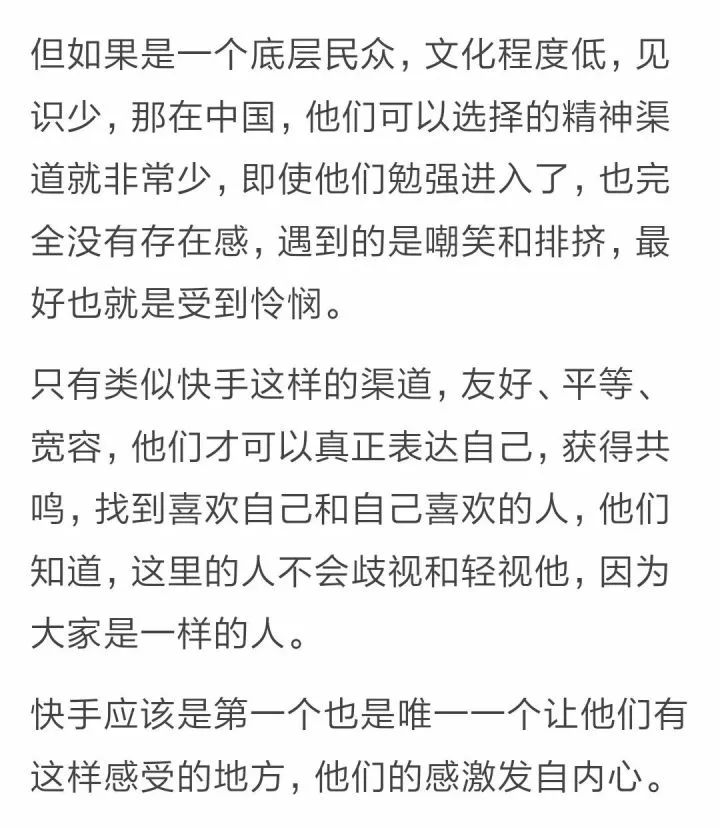 但如果是一个底层民众，文化程度低，见
识少，那在中国，他们可以选择的精神渠
道就非常少，即使他们勉强进入了，也完
全没有存在感，遇到的是嘲笑和排挤，最
好也就是受到怜悯。
只有类似快手这样的渠道，友好、平等、
宽容，他们才可以真正表达自己，获得共
鸣，找到喜欢自己和自己喜欢的人，他们
知道，这里的人不会歧视和轻视他，因为
大家是一样的人。
快手应该是第一个也是唯一一个让他们有
这样感受的地方，他们的感激发自内心。